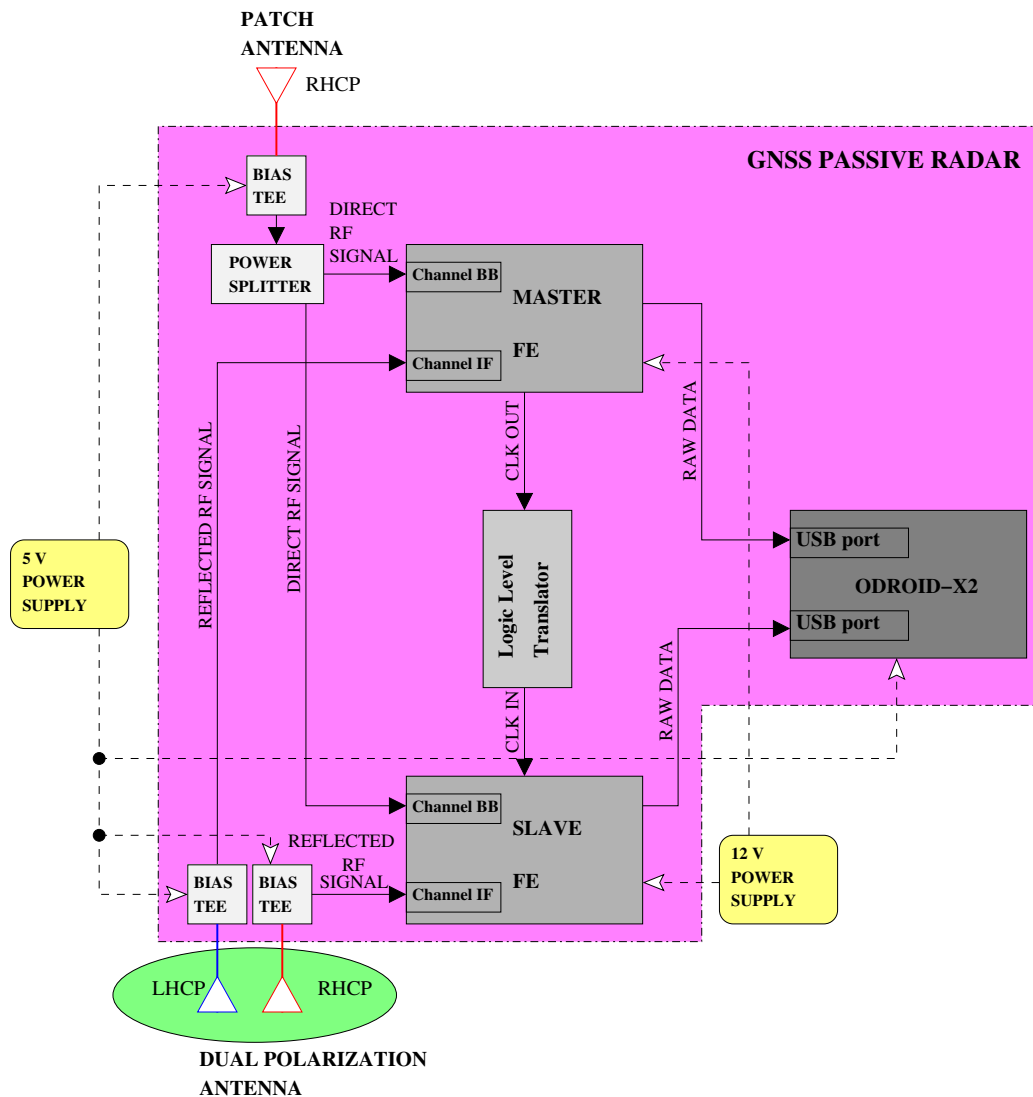 PATCH
ANTENNA
RHCP
GNSS PASSIVE RADAR
BIAS
TEE
DIRECT
RF
SIGNAL
POWER
SPLITTER
Channel BB
MASTER
FE
Channel IF
REFLECTED RF SIGNAL
DIRECT RF SIGNAL
CLK OUT
RAW DATA
5 V
POWER
SUPPLY
Logic Level
Translator
USB port
ODROID−X2
USB port
CLK IN
RAW DATA
Channel BB
SLAVE
FE
Channel IF
REFLECTED
RF
SIGNAL
BIAS
TEE
BIAS
TEE
12 V
POWER
SUPPLY
LHCP
RHCP
DUAL POLARIZATION
ANTENNA